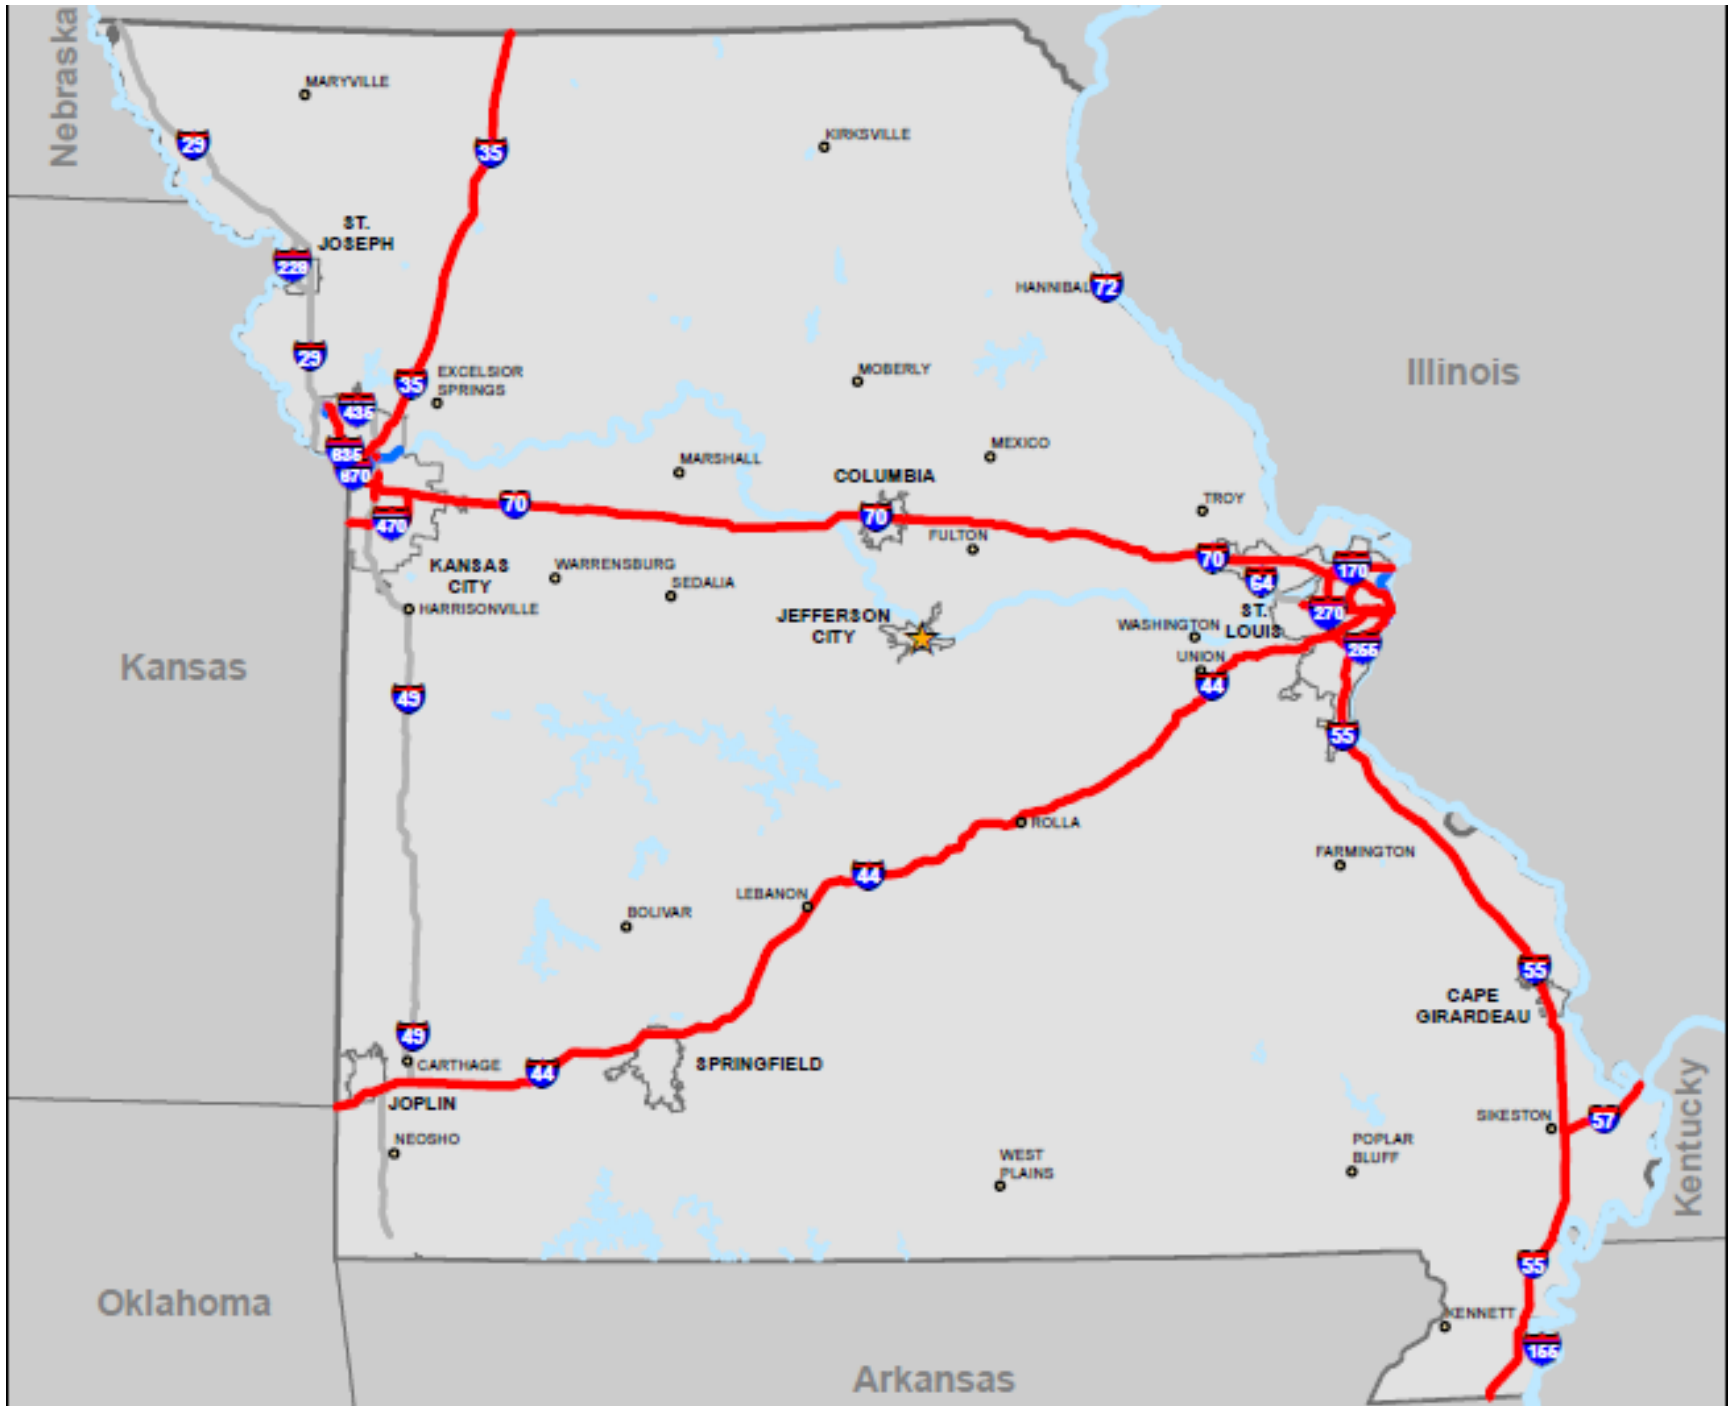 Nebraska
MARYVILLE
29
35
KIRKSVILLE
ST.
JOSEPH
229
HANNIBAL
72
29
35
EXCELSIOR
SPRINGS
MOBERLY
Illinois
435
635
670
MARSHALL
MEXICO
COLUMBIA
70
70
470
TROY
FULTON
70
170
64
KANSAS
CITY
WARRENSBURG
SEDALIA
HARRISONVILLE
JEFFERSON
CITY
WASHINGTON
ST.
LOUIS
270
255
UNION
44
Kansas
49
55
ROLLA
FARMINGTON
44
LEBANON
BOLIVAR
55
CAPE
GIRARDEAU
49
CARTHAGE
44
SPRINGFIELD
JOPLIN
NEOSHO
SIKESTON
57
Kentucky
WEST
PLAINS
POPLAR
BLUFF
55
Oklahoma
KENNETT
155
Arkansas